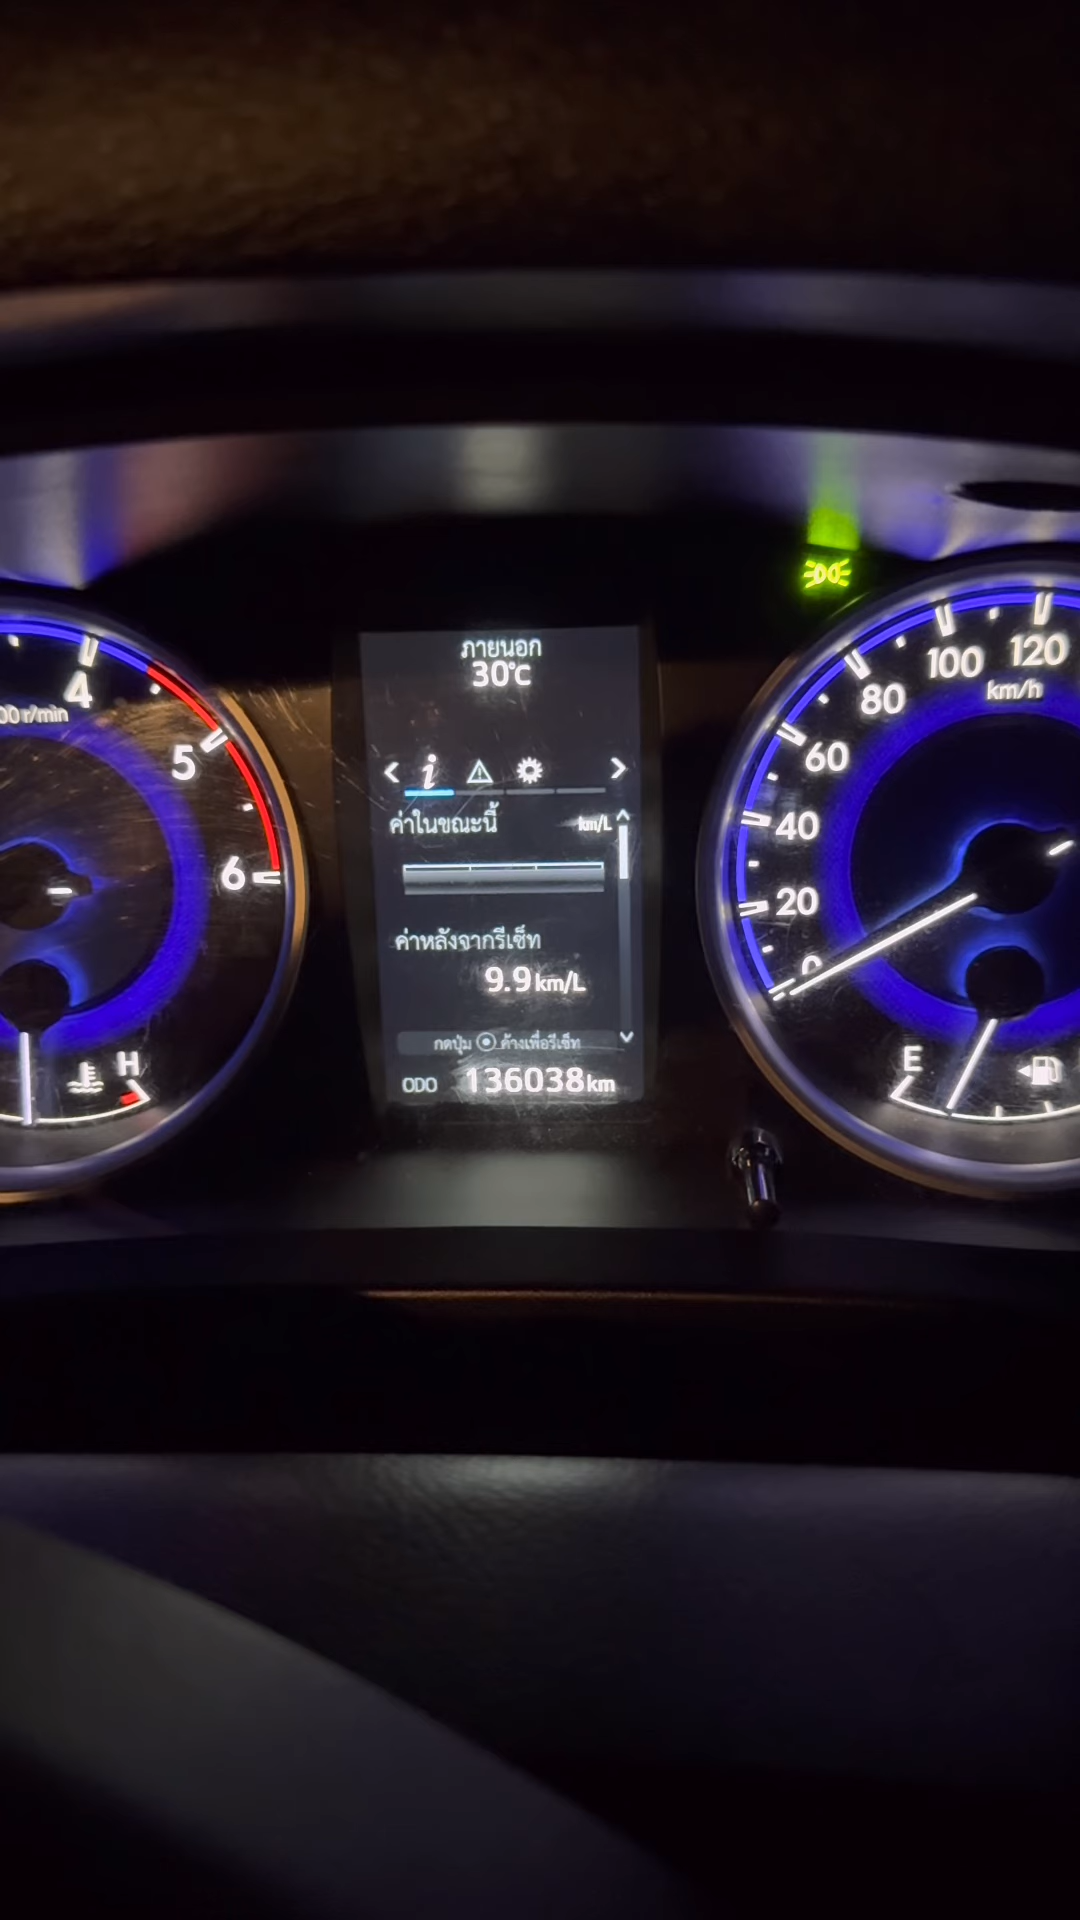 ภายนอก
30°C
4
00 r/min
5
6
H
ค่าในขณะนี้ km/L
ค่าหลังจากรีเซ็ท
9.9 km/L
กดปุ่ม ค้างเพื่อรีเซ็ท
ODO 136038 km
120
100
km/h
80
60
40
20
0
E